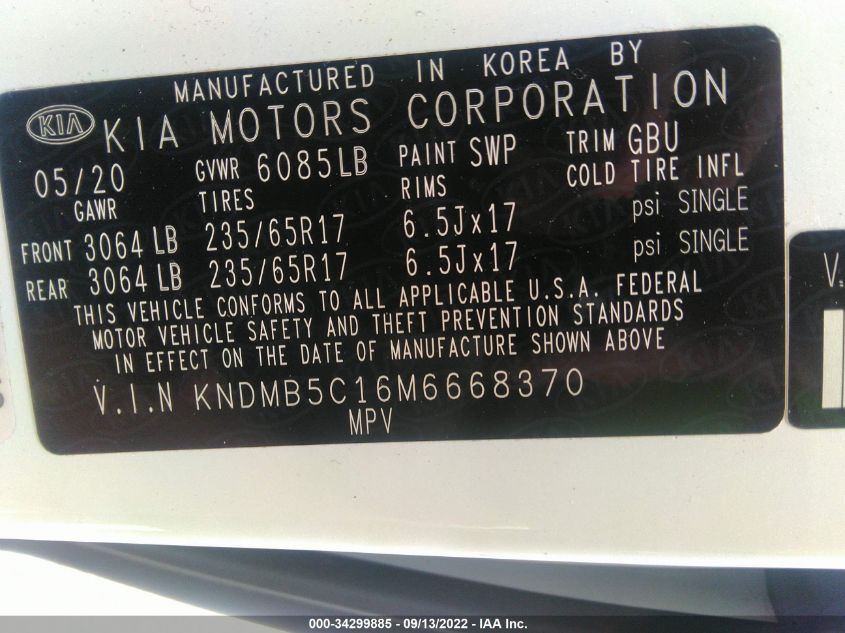 MANUFACTURED IN KOREA BY
KIA KIA MOTORS CORPORATION
05/20 GVWR 6085LB PAINT SWP TRIM GBU
GAWR TIRES RIMS COLD TIRE INFL
FRONT 3064 LB 235/65R17 6.5Jx17 psi SINGLE
REAR 3064 LB 235/65R17 6.5Jx17 psi SINGLE
THIS VEHICLE CONFORMS TO ALL APPLICABLE U.S.A. FEDERAL
MOTOR VEHICLE SAFETY AND THEFT PREVENTION STANDARDS
IN EFFECT ON THE DATE OF MANUFACTURE SHOWN ABOVE
V.I.N KNDMB5C16M6668370
MPV
V.
000-34299885 - 09/13/2022 - IAA Inc.